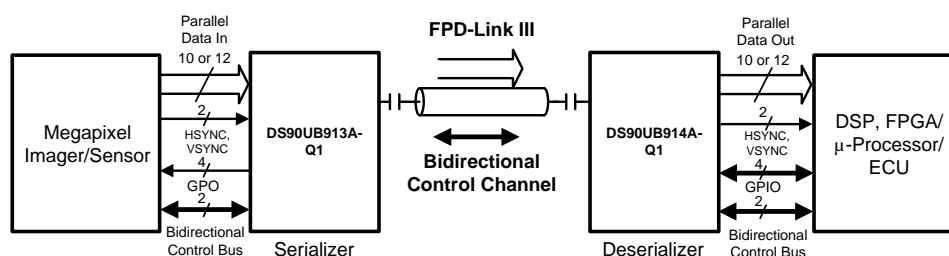 Parallel
Data In
10 or 12
2
HSYNC,
VSYNC
4
GPO
2
Bidirectional
Control Bus
Megapixel
Imager/Sensor
DS90UB913A-
Q1
Serializer
FPD-Link III
Bidirectional
Control Channel
DS90UB914A-
Q1
Deserializer
Parallel
Data Out
10 or 12
2
HSYNC,
VSYNC
4
GPIO
2
Bidirectional
Control Bus
DSP, FPGA/
µ-Processor/
ECU